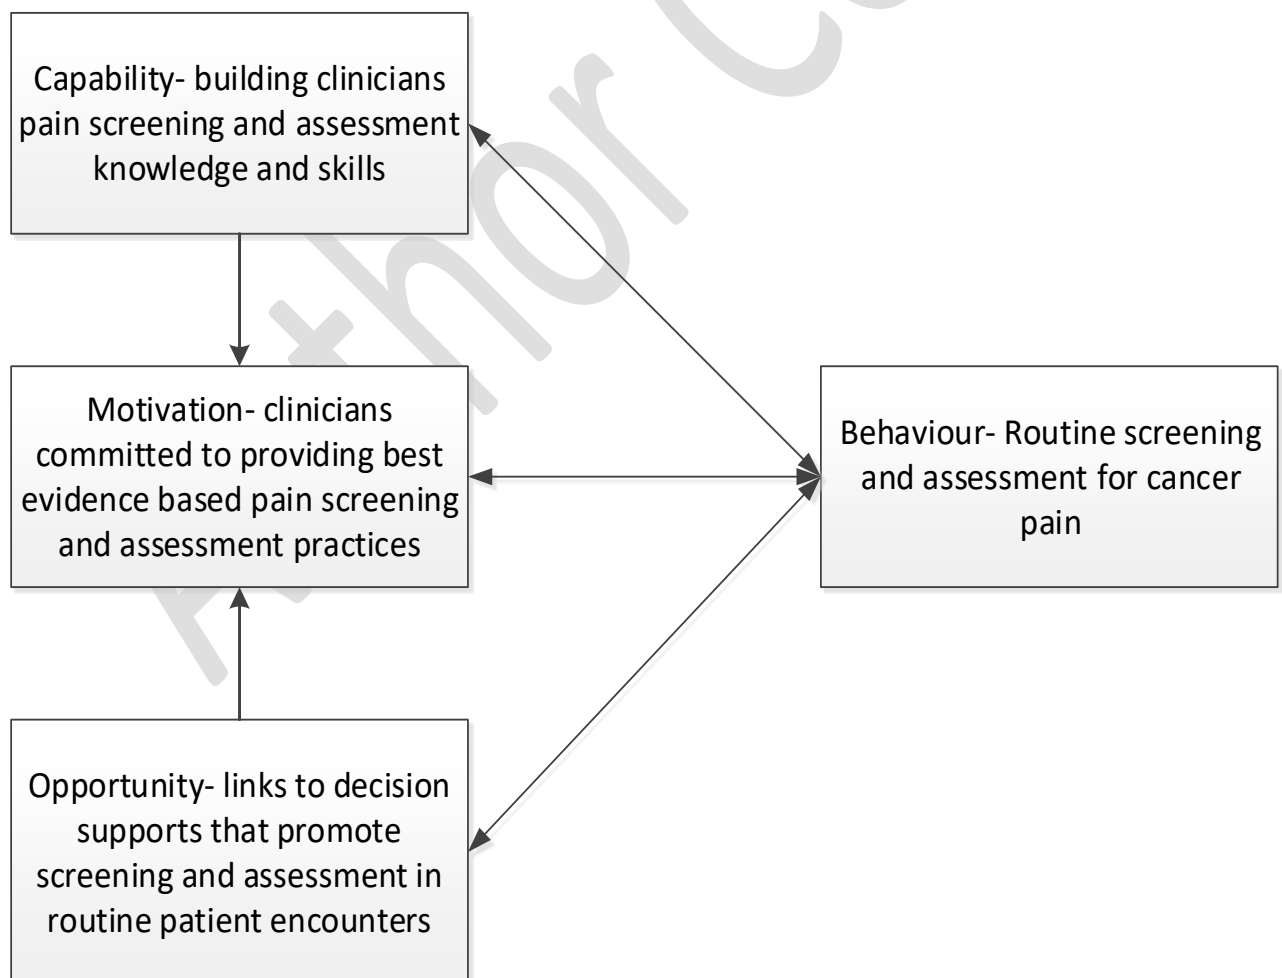 Capability- building clinicians
pain screening and assessment
knowledge and skills
Motivation- clinicians
committed to providing best
evidence based pain screening
and assessment practices
Behaviour- Routine screening
and assessment for cancer
pain
Opportunity- links to decision
supports that promote
screening and assessment in
routine patient encounters
Author Co